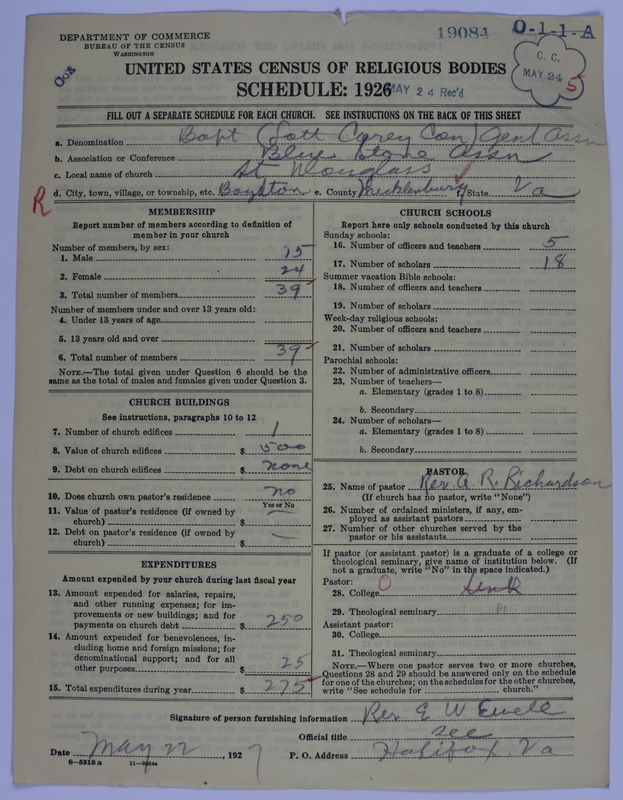 DEPARTMENT OF COMMERCE
BUREAU OF THE CENSUS
WASHINGTON
19084
O-1-1-A
C. C.
MAY 24
5
UNITED STATES CENSUS OF RELIGIOUS BODIES
SCHEDULE: 1926
MAY 24 Rec'd
FILL OUT A SEPARATE SCHEDULE FOR EACH CHURCH. SEE INSTRUCTIONS ON THE BACK OF THIS SHEET
a. Denomination Bapt (Lott Carey Con) Genl Assn
b. Association or Conference Blue Stone Assn
c. Local name of church St Douglass
d. City, town, village, or township, etc. Boydton e. County Mecklenburg f. State Va
R
MEMBERSHIP
Report number of members according to definition of
member in your church
Number of members, by sex:
1. Male 15
2. Female 24
3. Total number of members 39
Number of members under and over 13 years old:
4. Under 13 years of age
5. 13 years old and over
6. Total number of members 39
NOTE.—The total given under Question 6 should be
same as the total of males and females given under Question 3.
CHURCH BUILDINGS
See instructions, paragraphs 10 to 12
7. Number of church edifices 1
8. Value of church edifices $ 500
9. Debt on church edifices $ none
10. Does church own pastor's residence no
Yes or No
11. Value of pastor's residence (if owned by
church) $
12. Debt on pastor's residence (if owned by
church) $
EXPENDITURES
Amount expended by your church during last fiscal year
13. Amount expended for salaries, repairs,
and other running expenses; for im-
provements or new buildings; and for
payments on church debt $ 250
14. Amount expended for benevolences, in-
cluding home and foreign missions; for
denominational support; and for all
other purposes $ 25
15. Total expenditures during year $ 275
CHURCH SCHOOLS
Report here only schools conducted by this church
Sunday schools:
16. Number of officers and teachers 5
17. Number of scholars 18
Summer vacation Bible schools:
18. Number of officers and teachers
19. Number of scholars
Week-day religious schools:
20. Number of officers and teachers
21. Number of scholars
Parochial schools:
22. Number of administrative officers
23. Number of teachers—
a. Elementary (grades 1 to 8)
b. Secondary
24. Number of scholars—
a. Elementary (grades 1 to 8)
b. Secondary
PASTOR
25. Name of pastor Rev. A. R. Richardson
(If church has no pastor, write "None")
26. Number of ordained ministers, if any, em-
ployed as assistant pastors
27. Number of other churches served by the
pastor or his assistants
If pastor (or assistant pastor) is a graduate of a college or
theological seminary, give name of institution below. (If
not a graduate, write "No" in the space indicated.)
Pastor:
28. College O
29. Theological seminary "
Assistant pastor:
30. College
31. Theological seminary
NOTE.—Where one pastor serves two or more churches,
Questions 28 and 29 should be answered only on the schedule
for one of the churches; on the schedules for the other churches,
write "See schedule for church."
Signature of person furnishing information Rev E W Ewell
Official title sec
Date May 22, 1927 P. O. Address Halifax, Va
8—5518 a